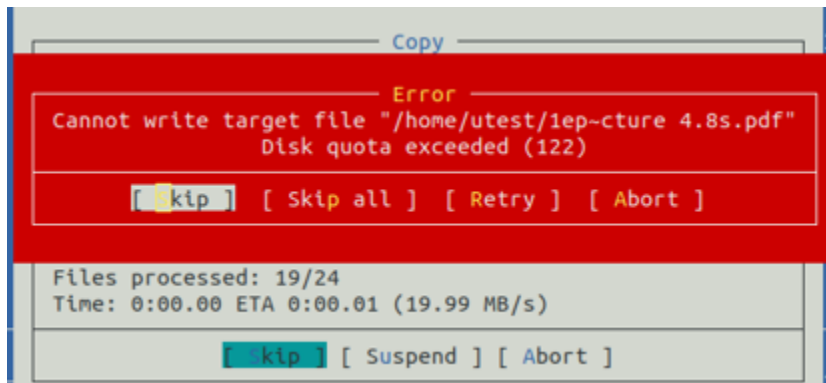 Copy
Error
Cannot write target file "/home/utest/1ep~cture 4.8s.pdf"
Disk quota exceeded (122)
[ Skip ] [ Skip all ] [ Retry ] [ Abort ]
Files processed: 19/24
Time: 0:00.00 ETA 0:00.01 (19.99 MB/s)
[ Skip ] [ Suspend ] [ Abort ]